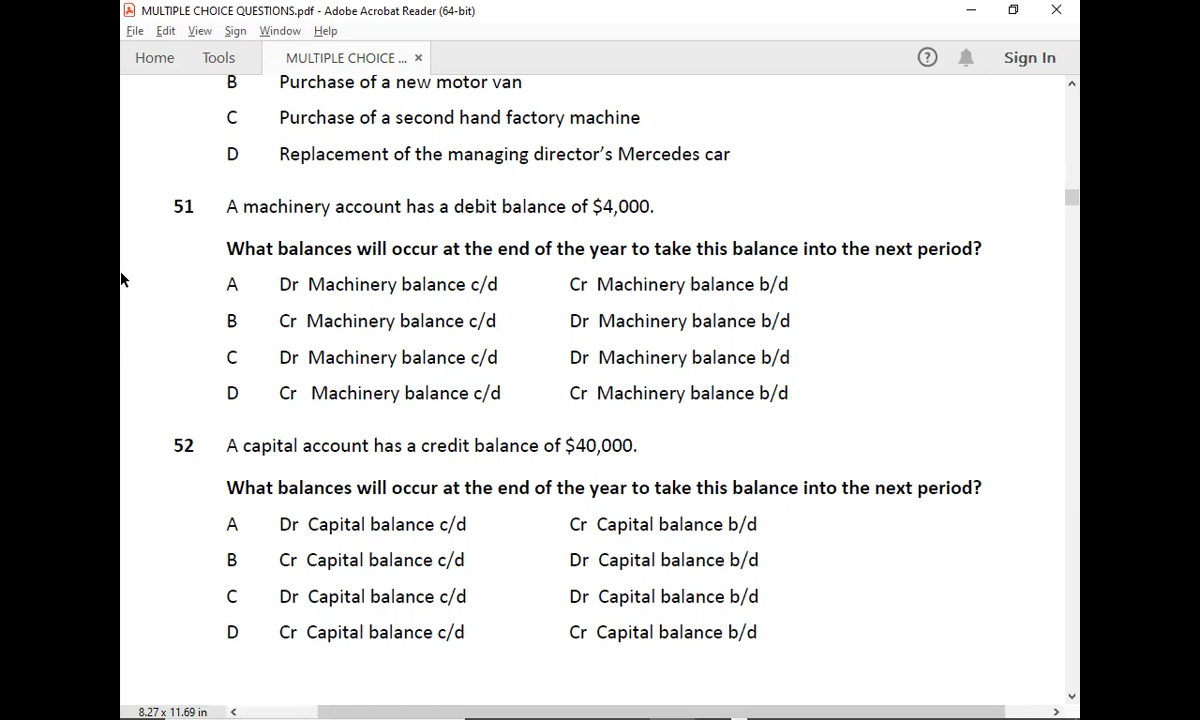 MULTIPLE CHOICE QUESTIONS.pdf - Adobe Acrobat Reader (64-bit)
File Edit View Sign Window Help
Home Tools MULTIPLE CHOICE ... × ? Sign In
B Purchase of a new motor van
C Purchase of a second hand factory machine
D Replacement of the managing director’s Mercedes car
51 A machinery account has a debit balance of $4,000.
What balances will occur at the end of the year to take this balance into the next period?
A Dr Machinery balance c/d Cr Machinery balance b/d
B Cr Machinery balance c/d Dr Machinery balance b/d
C Dr Machinery balance c/d Dr Machinery balance b/d
D Cr Machinery balance c/d Cr Machinery balance b/d
52 A capital account has a credit balance of $40,000.
What balances will occur at the end of the year to take this balance into the next period?
A Dr Capital balance c/d Cr Capital balance b/d
B Cr Capital balance c/d Dr Capital balance b/d
C Dr Capital balance c/d Dr Capital balance b/d
D Cr Capital balance c/d Cr Capital balance b/d
8.27 x 11.69 in